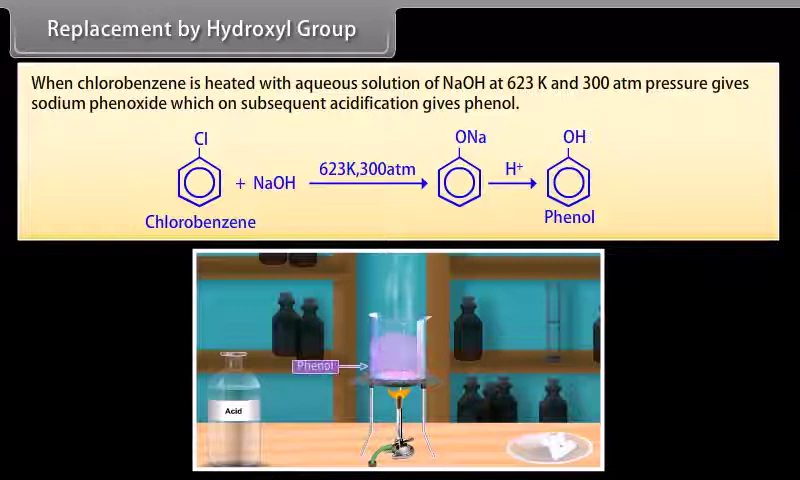 Replacement by Hydroxyl Group
When chlorobenzene is heated with aqueous solution of NaOH at 623 K and 300 atm pressure gives
sodium phenoxide which on subsequent acidification gives phenol.
Cl ONa OH
+ NaOH 623K,300atm H⁺
Chlorobenzene Phenol
Phenol
Acid